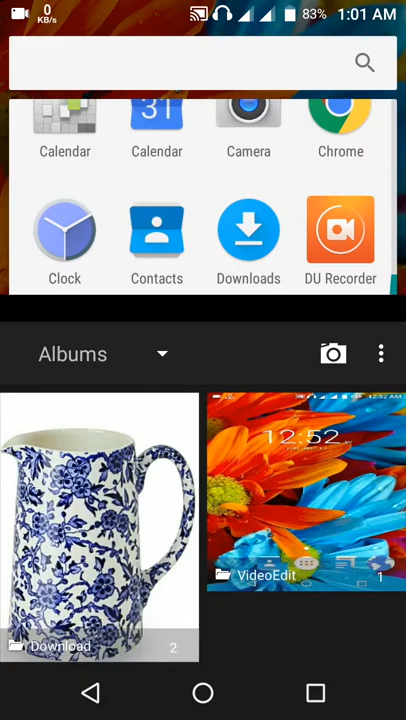 0
KB/s
83% 1:01 AM
31
Calendar Calendar Camera Chrome
Clock Contacts Downloads DU Recorder
Albums
12:52
Download 2
VideoEdit 1